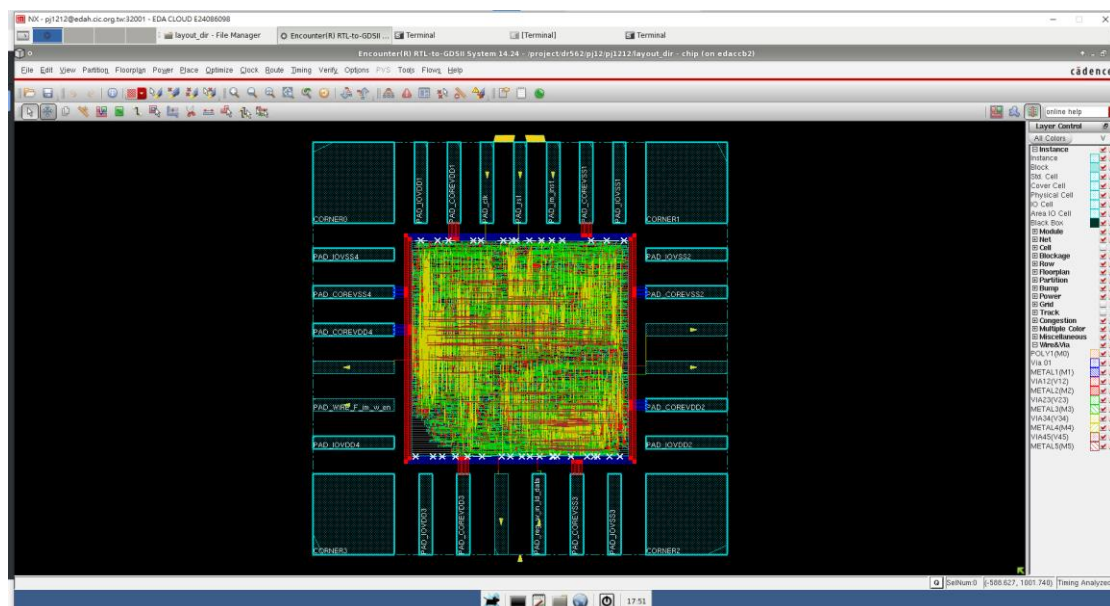 NX - pj1212@edah.cic.org.tw:32001 - EDA CLOUD E24086098
layout_dir - File Manager
Encounter(R) RTL-to-GDSII ...
Terminal
[Terminal]
Terminal
Encounter(R) RTL-to-GDSII System 14.24 - /project/dr562/pj12/pj1212/layout_dir - chip (on edaccb2)
File Edit View Partition Floorplan Power Place Optimize Clock Route Timing Verify Options PVS Tools Flows Help
cādence
online help
Layer Control
All Colors V
Instance
Instance
Block
Std. Cell
Cover Cell
Physical Cell
IO Cell
Area IO Cell
Black Box
Module
Net
Cell
Blockage
Row
Floorplan
Partition
Bump
Power
Grid
Track
Congestion
Multiple Color
Miscellaneous
Wire&Via
POLY1(M0)
Via 01
METAL1(M1)
VIA12(V12)
METAL2(M2)
VIA23(V23)
METAL3(M3)
VIA34(V34)
METAL4(M4)
VIA45(V45)
METAL5(M5)
CORNER0
PAD_IOVDD1
PAD_COREVDD1
PAD_clk
PAD_rst
PAD_COREVSS1
PAD_IOVSS1
CORNER1
PAD_IOVSS4
PAD_IOVSS2
PAD_COREVSS4
PAD_COREVSS2
PAD_COREVDD4
PAD_COREVDD2
PAD_IOVDD4
PAD_IOVDD2
CORNER3
PAD_IOVDD3
PAD_COREVDD3
PAD_COREVSS3
PAD_IOVSS3
CORNER2
Q SelNum:0 (-588.627, 1001.748) Timing Analyzed
17:51